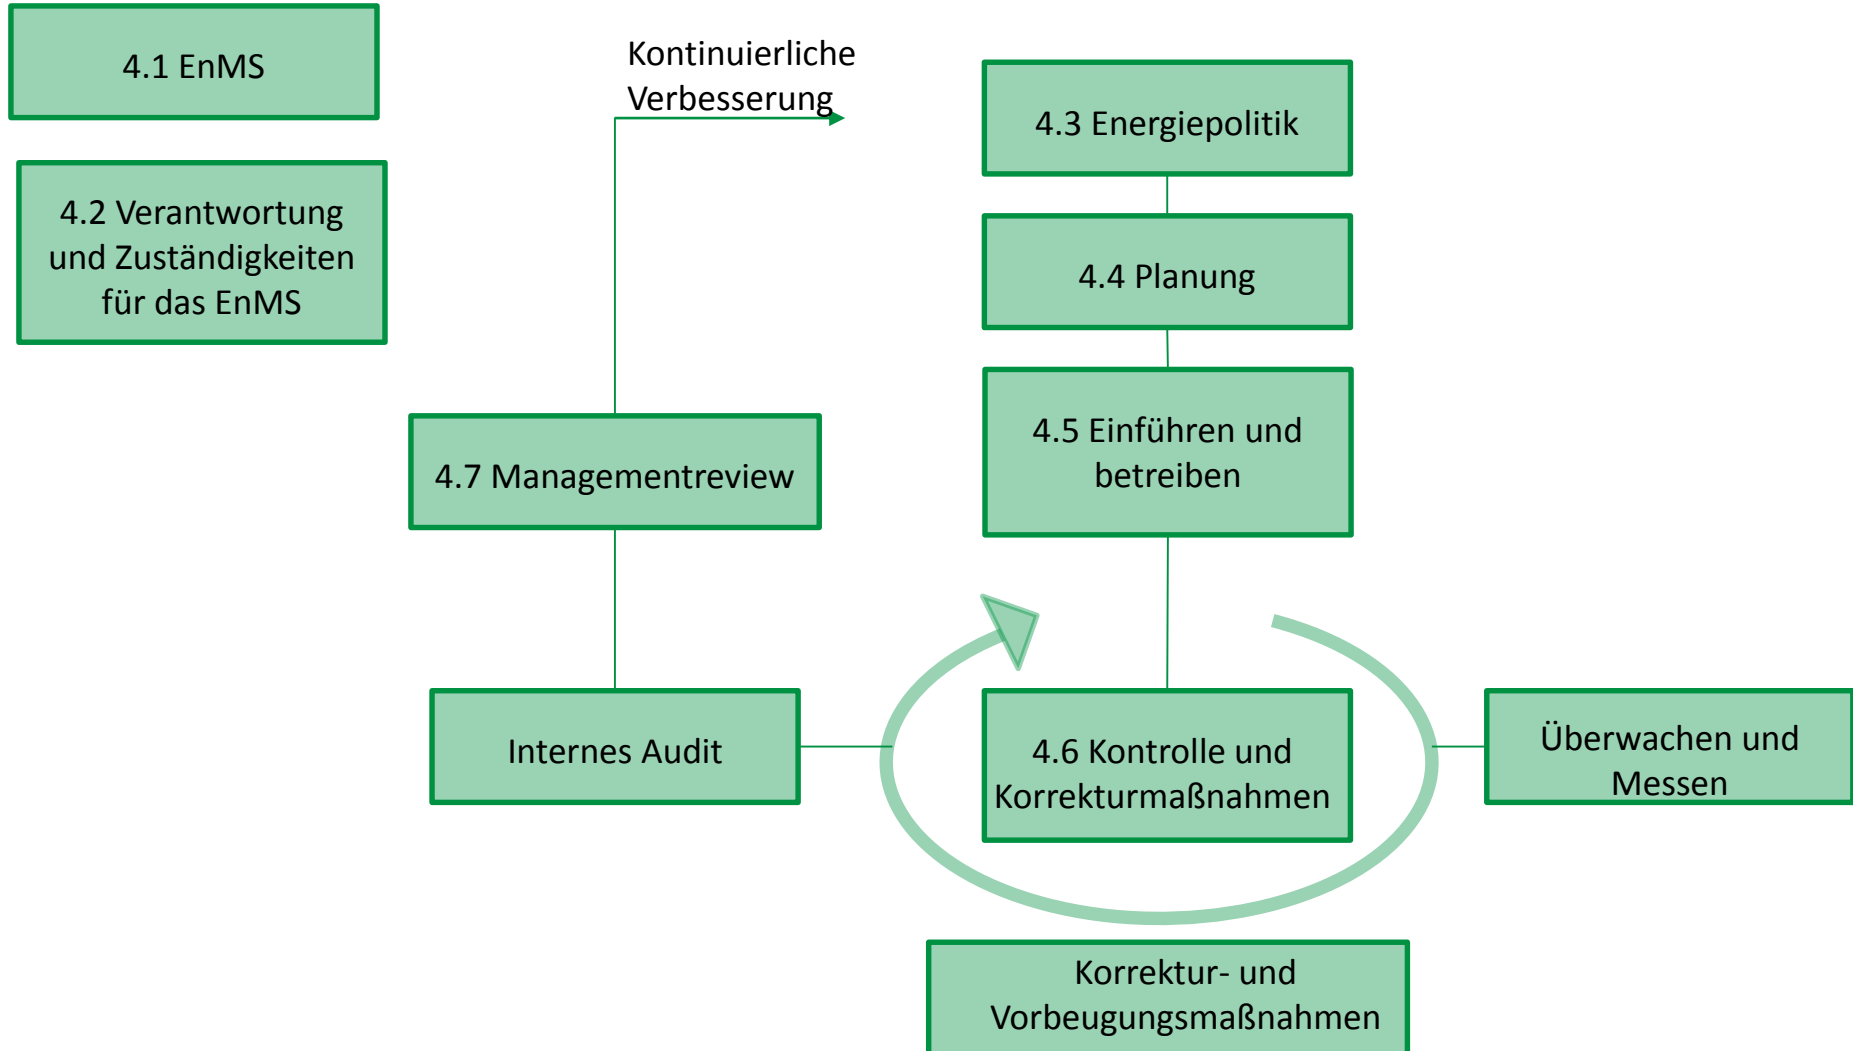 4.1 EnMS
4.2 Verantwortung
und Zuständigkeiten
für das EnMS
Kontinuierliche
Verbesserung
4.3 Energiepolitik
4.4 Planung
4.5 Einführen und
betreiben
4.7 Managementreview
Internes Audit
4.6 Kontrolle und
Korrekturmaßnahmen
Überwachen und
Messen
Korrektur- und
Vorbeugungsmaßnahmen